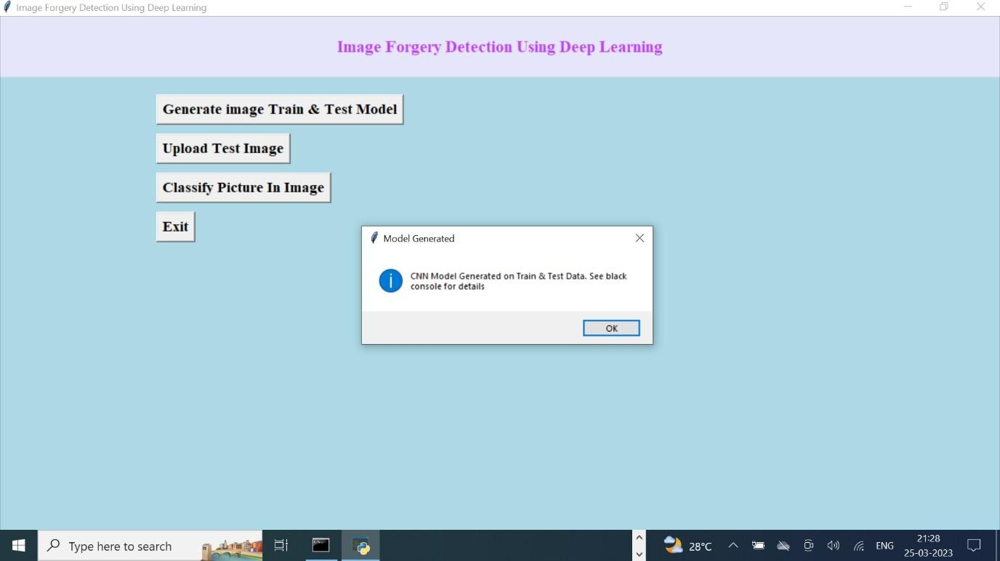 Image Forgery Detection Using Deep Learning
Image Forgery Detection Using Deep Learning
Generate image Train & Test Model
Upload Test Image
Classify Picture In Image
Exit
Model Generated
CNN Model Generated on Train & Test Data. See black
console for details
OK
Type here to search
28°C
ENG
21:28
25-03-2023